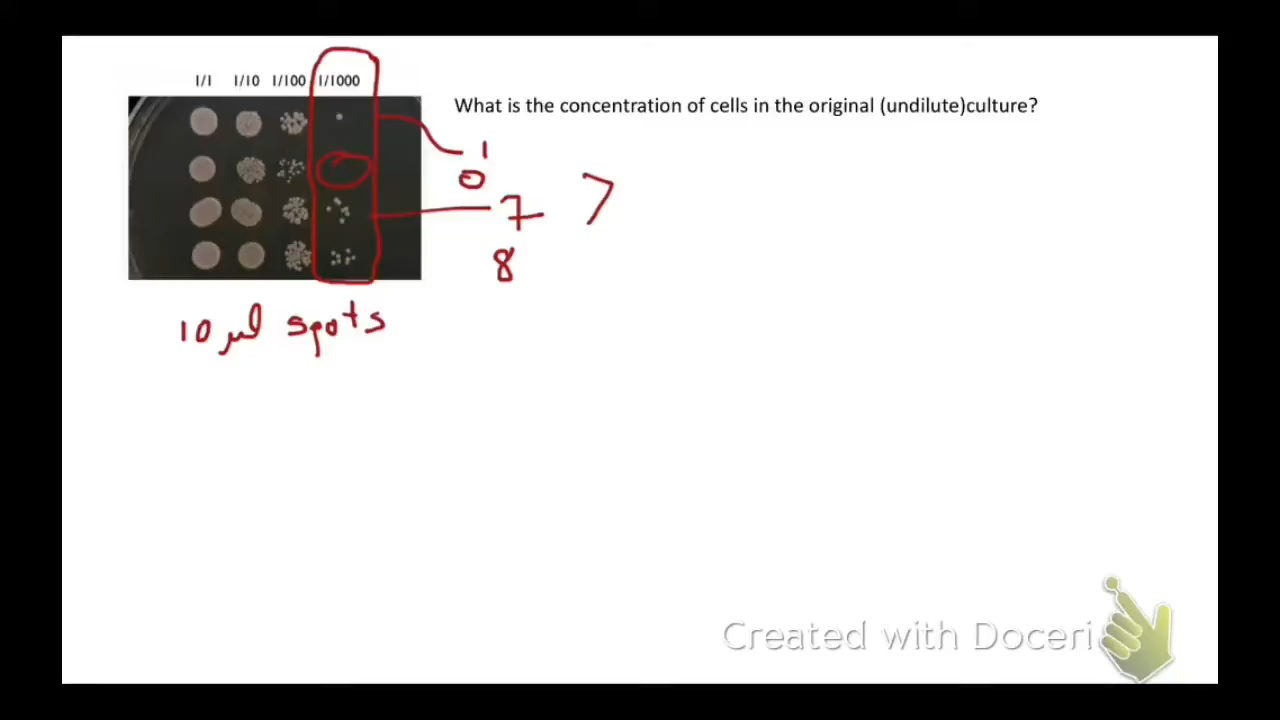 1/1 1/10 1/100 1/1000
What is the concentration of cells in the original (undilute)culture?
1
0
7
8
10 µl spots
Created with Doceri